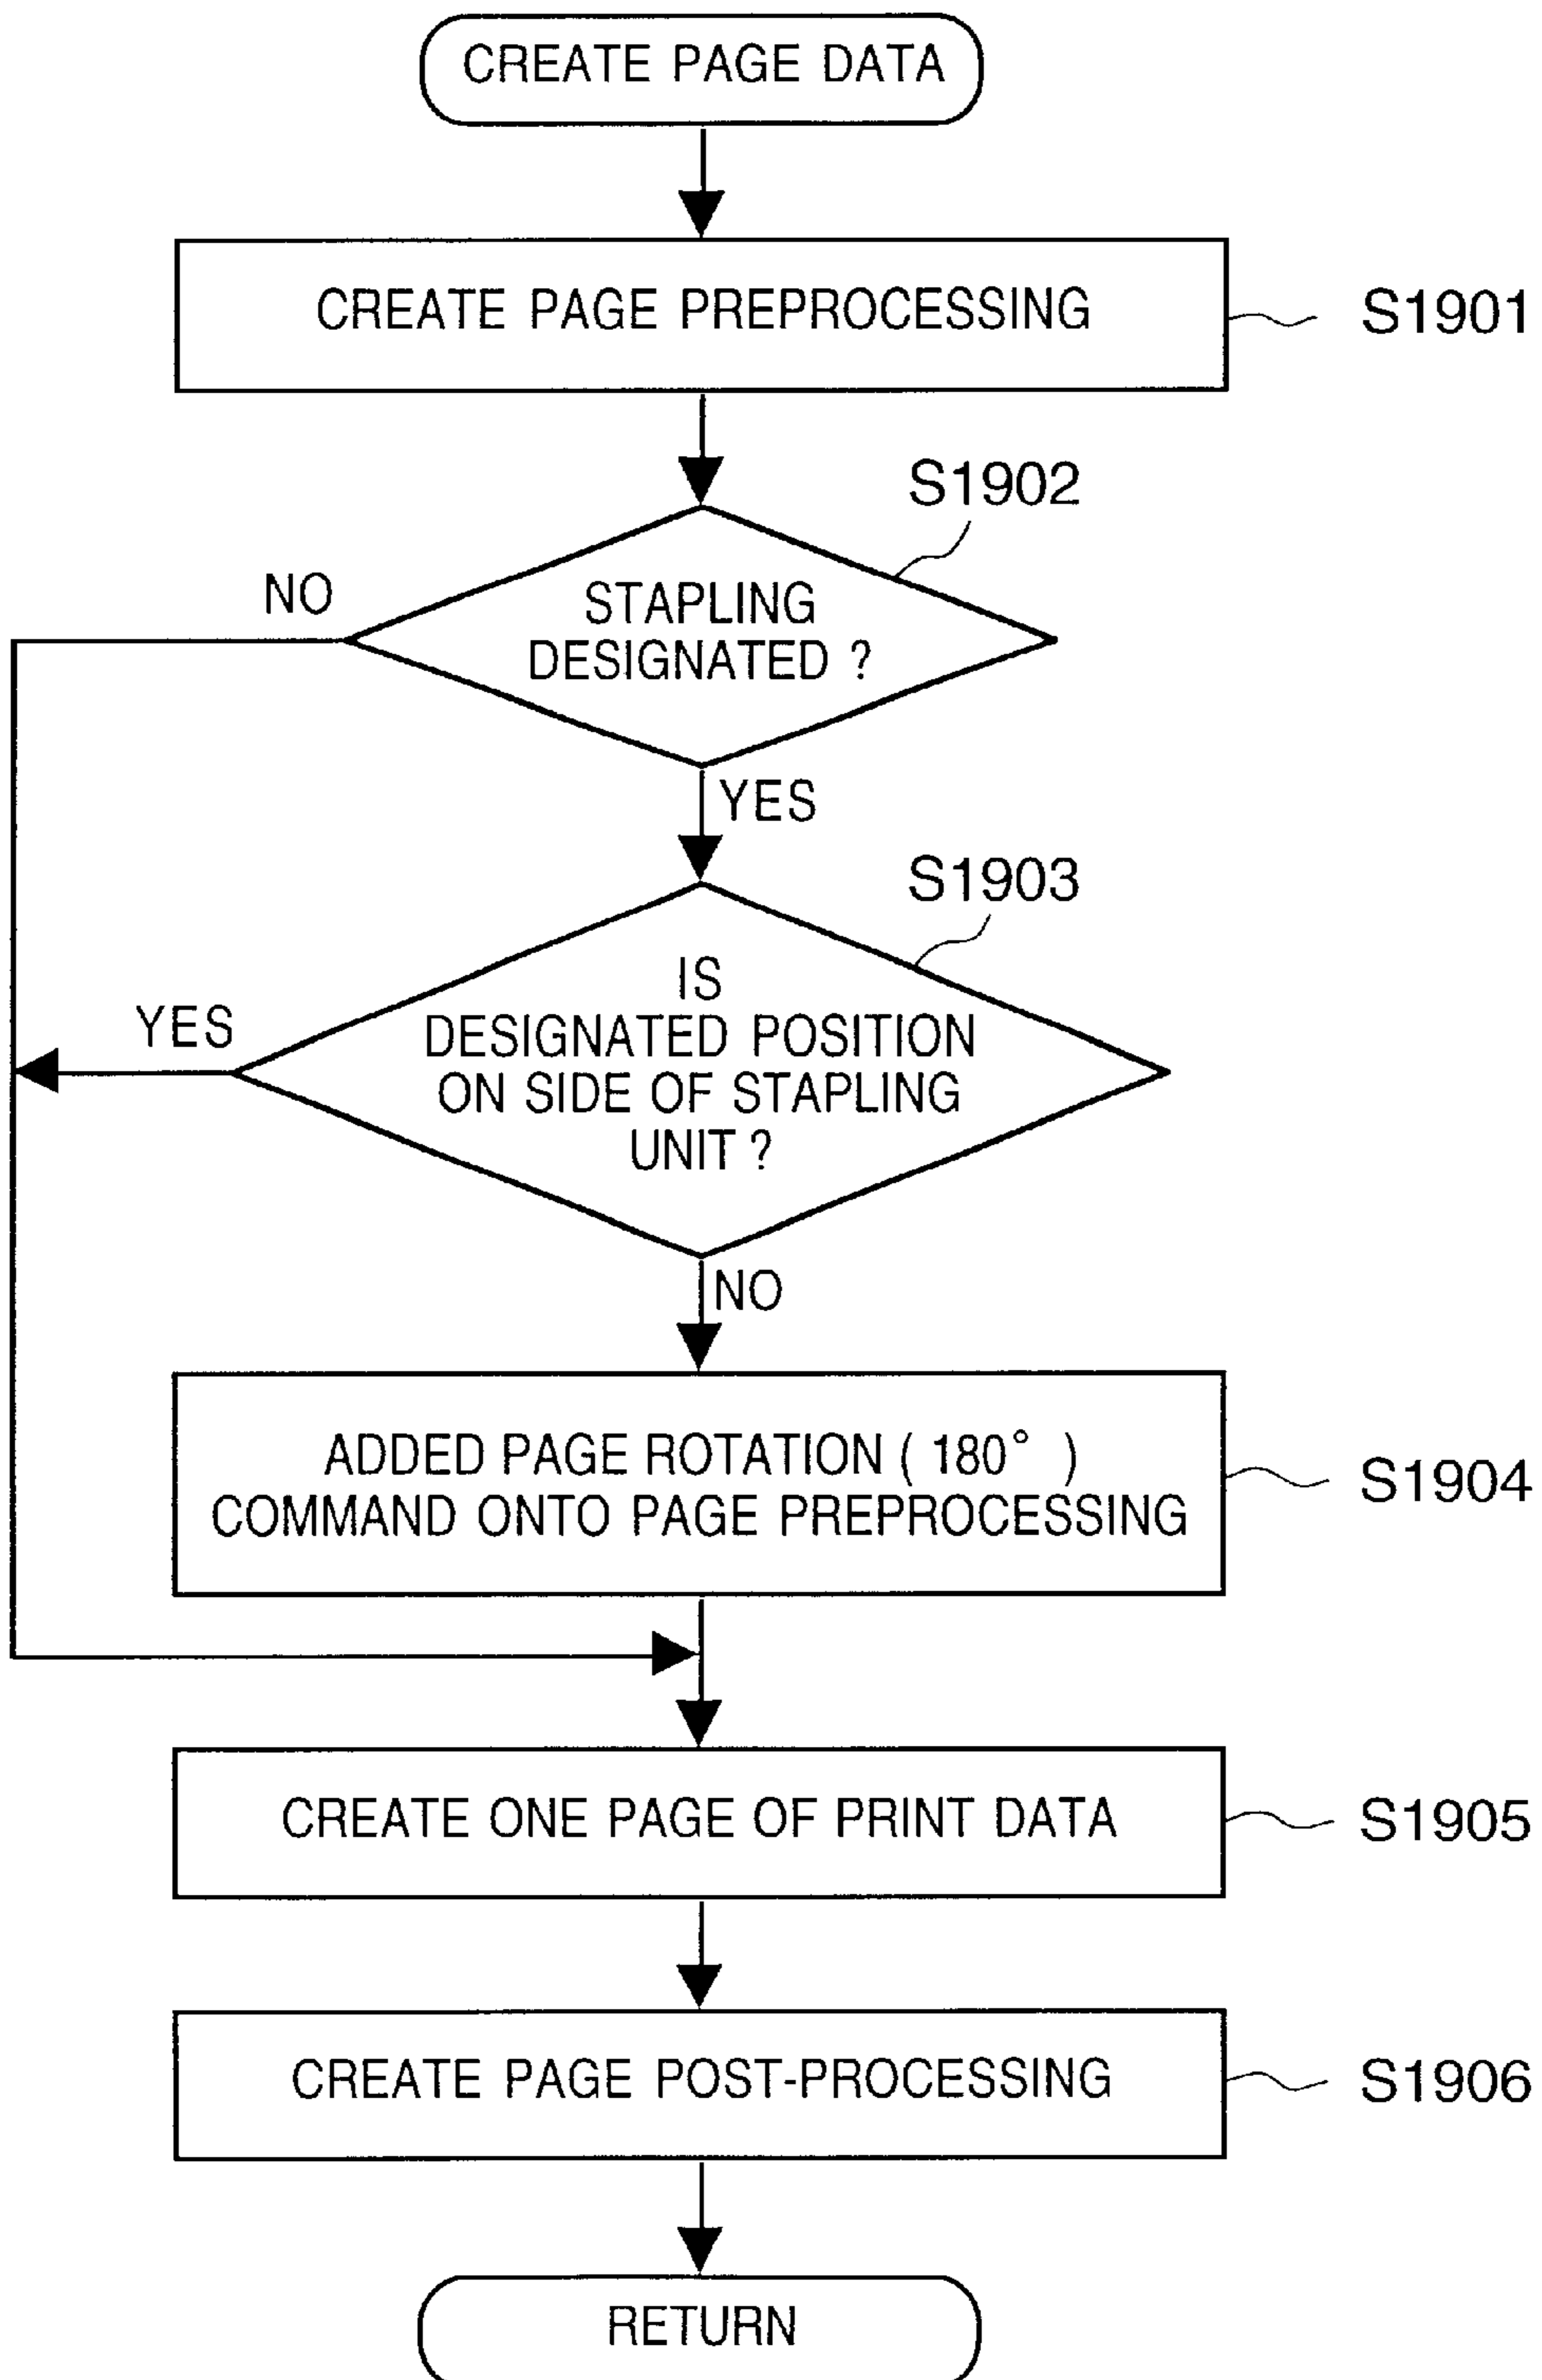 CREATE PAGE DATA
CREATE PAGE PREPROCESSING
S1901
S1902
NO
STAPLING
DESIGNATED ?
YES
S1903
YES
IS
DESIGNATED POSITION
ON SIDE OF STAPLING
UNIT ?
NO
ADDED PAGE ROTATION ( 180° )
COMMAND ONTO PAGE PREPROCESSING
S1904
CREATE ONE PAGE OF PRINT DATA
S1905
CREATE PAGE POST-PROCESSING
S1906
RETURN